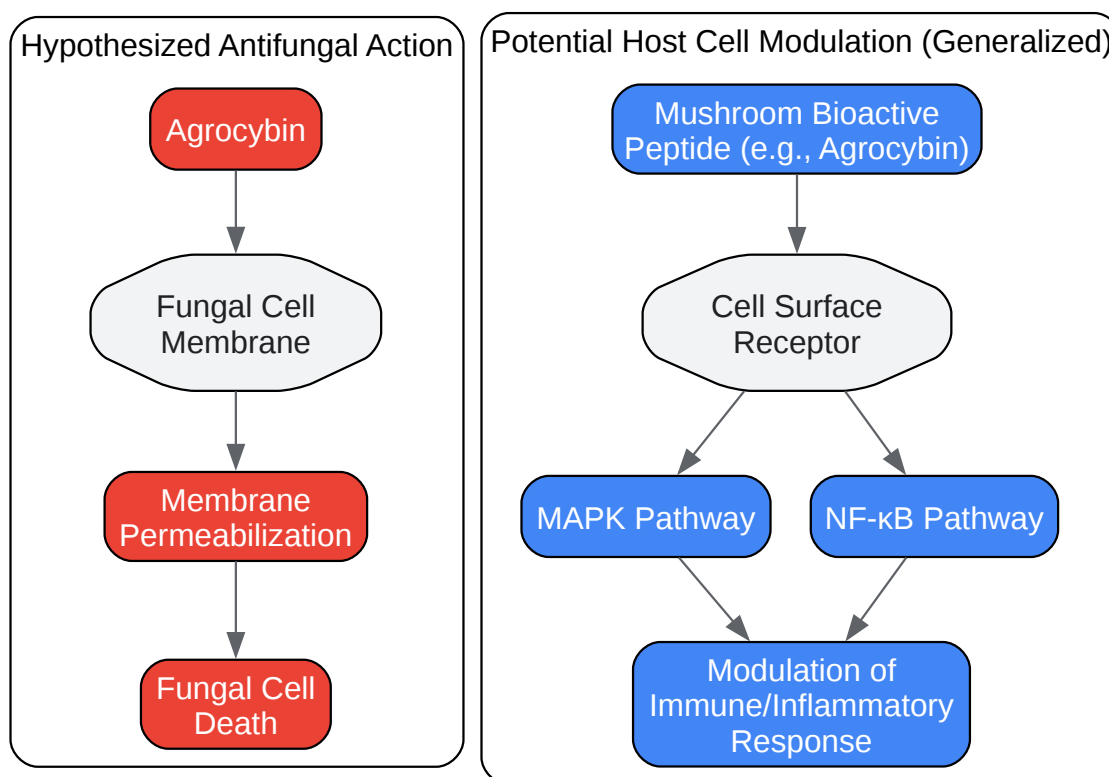 Hypothesized Antifungal Action
Agrocybin
Fungal Cell
Membrane
Membrane
Permeabilization
Fungal Cell
Death
Potential Host Cell Modulation (Generalized)
Mushroom Bioactive
Peptide (e.g., Agrocybin)
Cell Surface
Receptor
MAPK Pathway
NF-κB Pathway
Modulation of
Immune/Inflammatory
Response